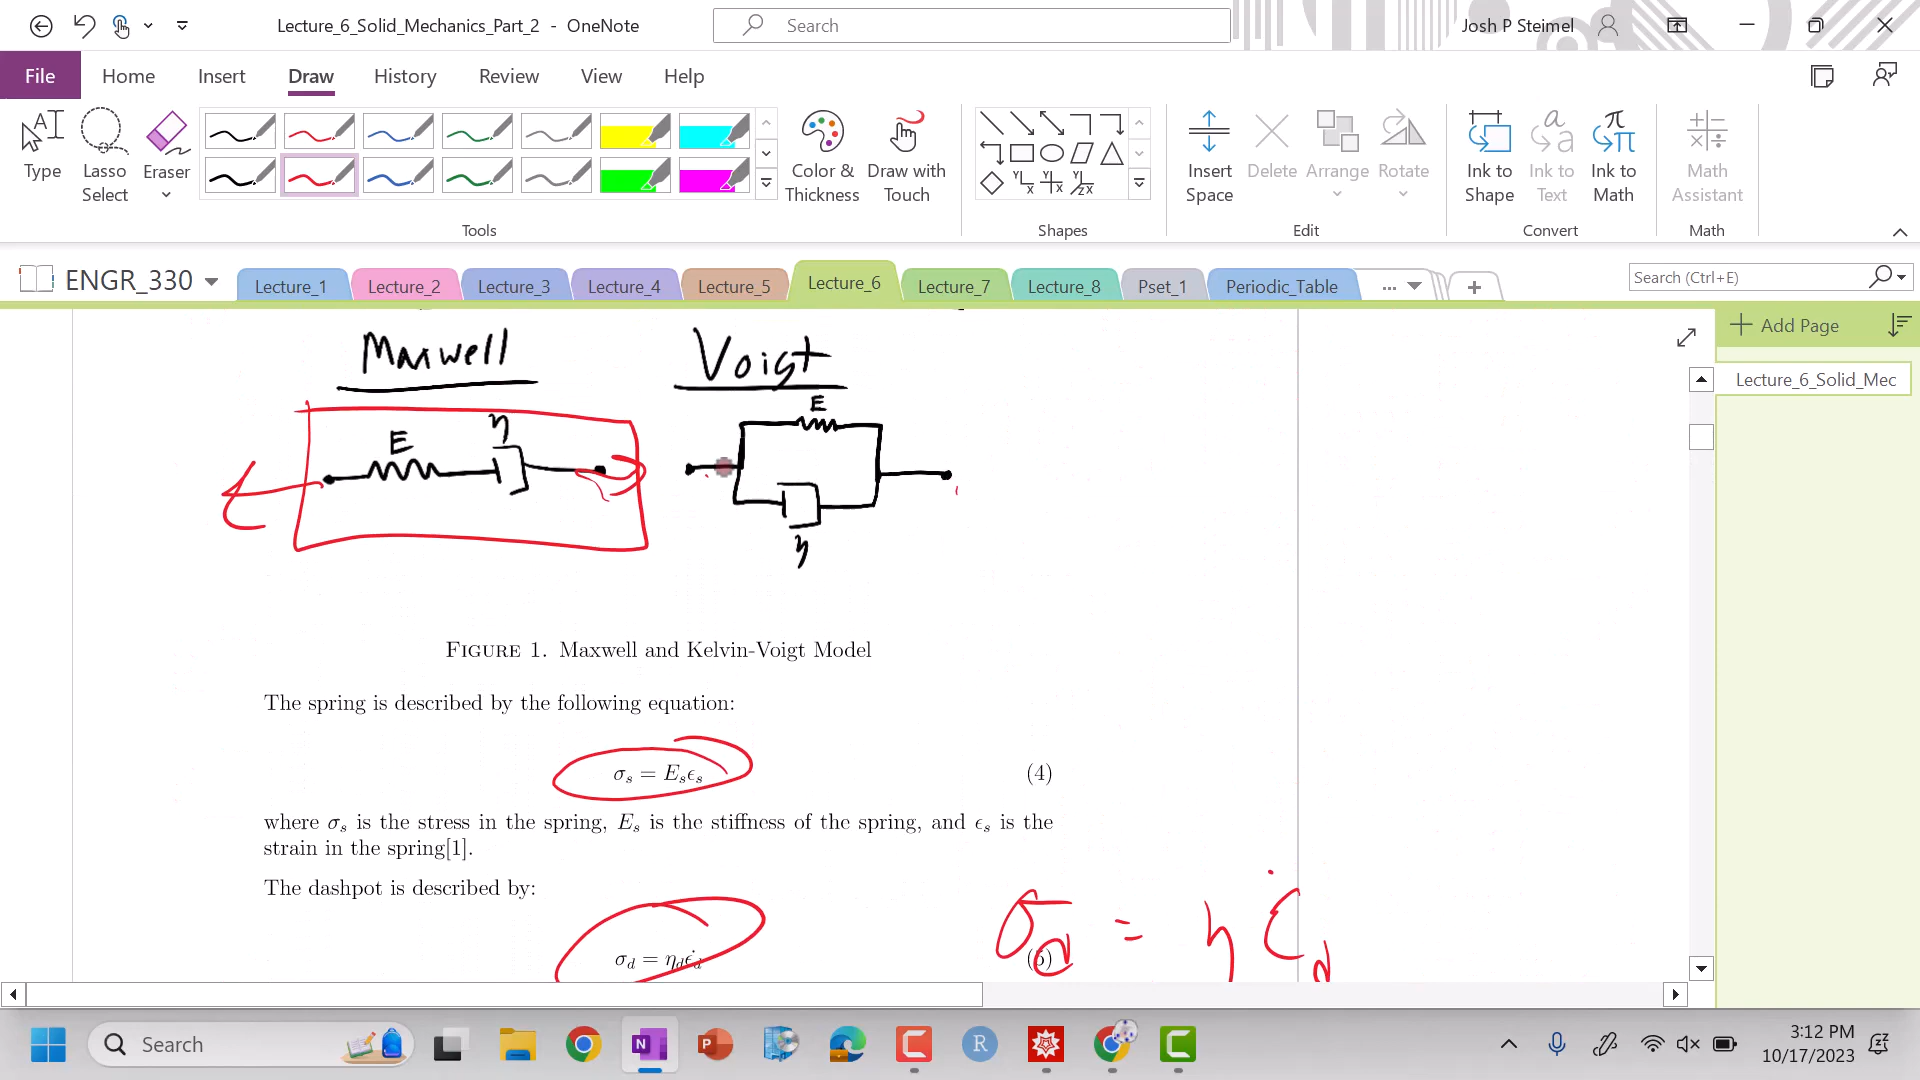 Lecture_6_Solid_Mechanics_Part_2 - OneNote
Search
Josh P Steimel
File Home Insert Draw History Review View Help
Type
Lasso Select
Eraser
Color & Thickness
Draw with Touch
Insert Space
Delete
Arrange
Rotate
Ink to Shape
Ink to Text
Ink to Math
Math Assistant
Tools Shapes Edit Convert Math
ENGR_330
Lecture_1 Lecture_2 Lecture_3 Lecture_4 Lecture_5 Lecture_6 Lecture_7 Lecture_8 Pset_1 Periodic_Table ...
Search (Ctrl+E)
Add Page
Lecture_6_Solid_Mec
Maxwell
Voigt
E
η
E
η
FIGURE 1. Maxwell and Kelvin-Voigt Model
The spring is described by the following equation:
σₛ = Eₛϵₛ (4)
where σₛ is the stress in the spring, Eₛ is the stiffness of the spring, and ϵₛ is the
strain in the spring[1].
The dashpot is described by:
σ_d = η_d ϵ̇_d (5)
σ_d = η ε̇_d
Search
3:12 PM
10/17/2023